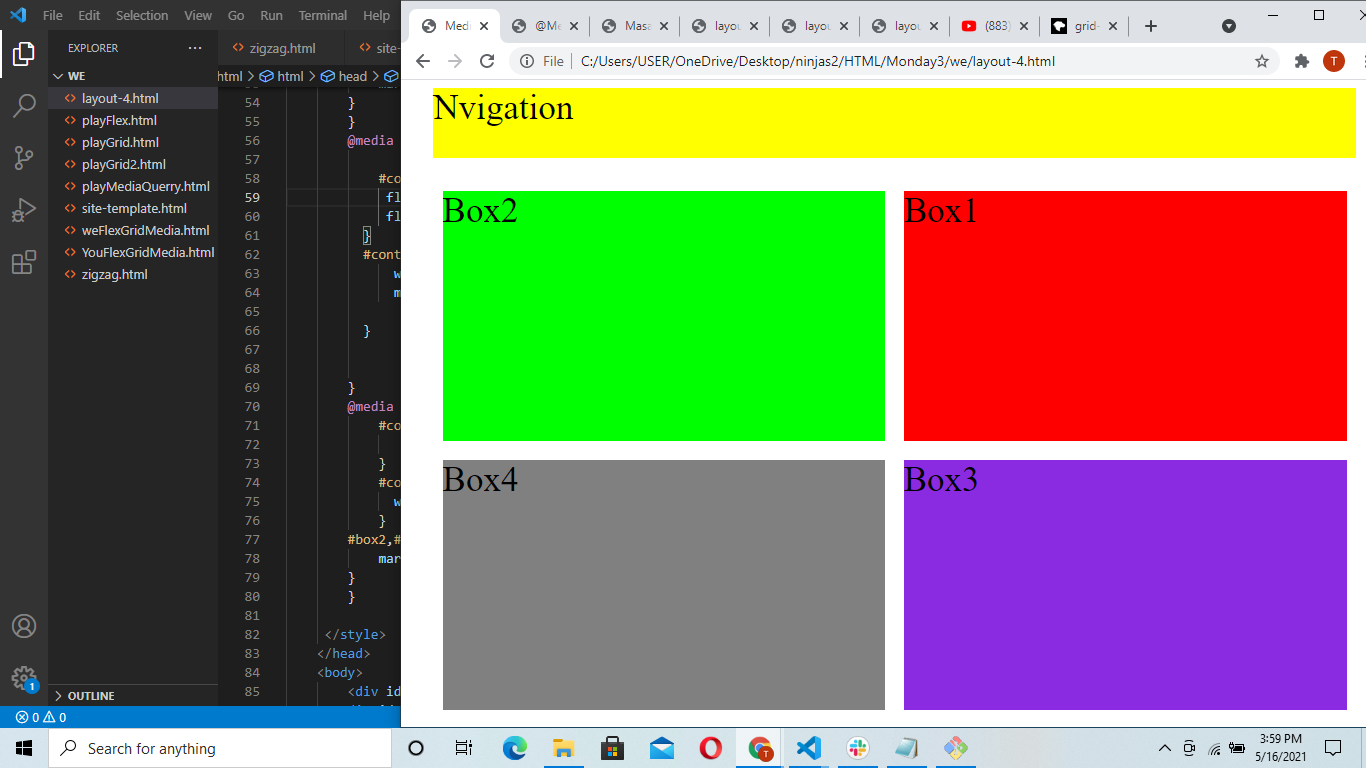 File Edit Selection View Go Run Terminal Help
EXPLORER
WE
layout-4.html
playFlex.html
playGrid.html
playGrid2.html
playMediaQuerry.html
site-template.html
weFlexGridMedia.html
YouFlexGridMedia.html
zigzag.html
OUTLINE
0 0
1
zigzag.html site-
html > html > head >
54 }
55 }
56 @media
57
58 #co
59 fl
60 fl
61 }
62 #cont
63 w
64 m
65
66 }
67
68
69 }
70 @media
71 #co
72
73 }
74 #co
75 w
76 }
77 #box2,#
78 mar
79 }
80 }
81
82 </style>
83 </head>
84 <body>
85 <div id
Medi @Me Masa layou layou layou (883) grid-
File C:/Users/USER/OneDrive/Desktop/ninjas2/HTML/Monday3/we/layout-4.html
T
Nvigation
Box2 Box1
Box4 Box3
Search for anything
T
3:59 PM
5/16/2021